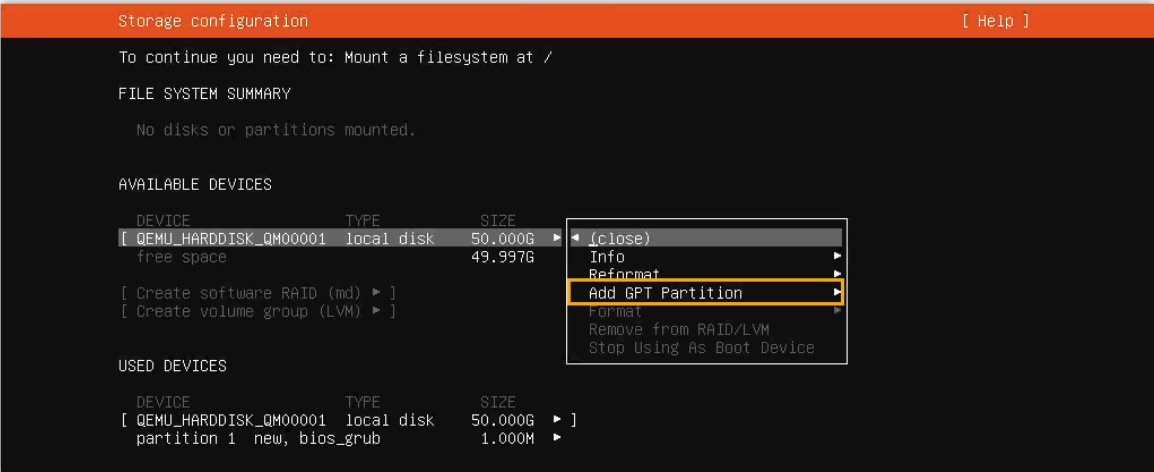 Storage configuration [ Help ]
To continue you need to: Mount a filesystem at /
FILE SYSTEM SUMMARY
No disks or partitions mounted.
AVAILABLE DEVICES
DEVICE TYPE SIZE
[ QEMU_HARDDISK_QM00001 local disk 50.000G ▸ ◂ (close)
free space 49.997G Info ▸
Reformat ▸
[ Create software RAID (md) ▸ ] Add GPT Partition ▸
[ Create volume group (LVM) ▸ ] Format ▸
Remove from RAID/LVM
Stop Using As Boot Device
USED DEVICES
DEVICE TYPE SIZE
[ QEMU_HARDDISK_QM00001 local disk 50.000G ▸ ]
partition 1 new, bios_grub 1.000M ▸